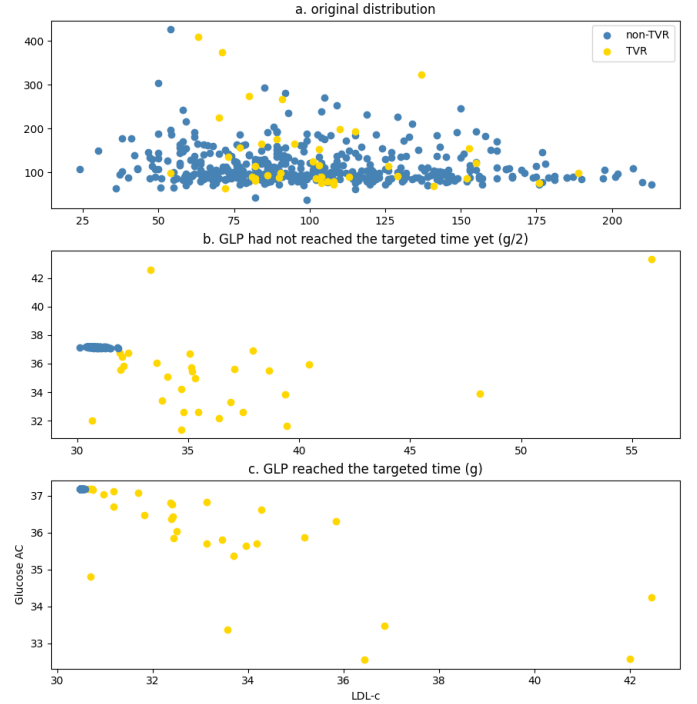 a. original distribution
400
300
200
100
non-TVR
TVR
25 50 75 100 125 150 175 200
b. GLP had not reached the targeted time yet (g/2)
42
40
38
36
34
32
30 35 40 45 50 55
c. GLP reached the targeted time (g)
37
36
35
34
33
Glucose AC
30 32 34 36 38 40 42
LDL-c